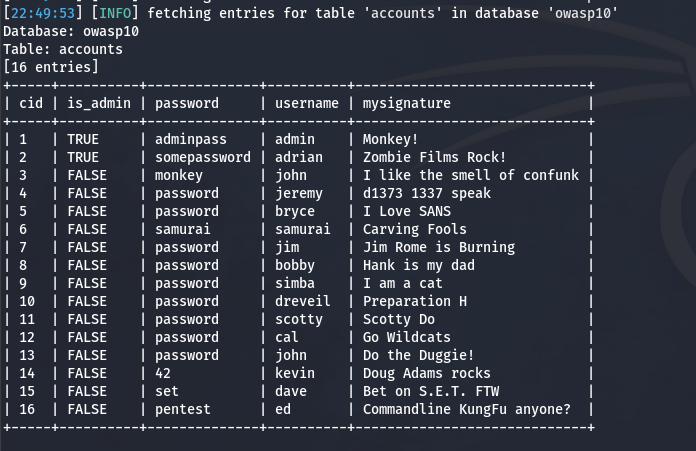 [22:49:53] [INFO] fetching entries for table 'accounts' in database 'owasp10'
Database: owasp10
Table: accounts
[16 entries]
+-----+----------+--------------+----------+-----------------------------+
| cid | is_admin | password     | username | mysignature                 |
+-----+----------+--------------+----------+-----------------------------+
| 1   | TRUE     | adminpass    | admin    | Monkey!                     |
| 2   | TRUE     | somepassword | adrian   | Zombie Films Rock!          |
| 3   | FALSE    | monkey       | john     | I like the smell of confunk |
| 4   | FALSE    | password     | jeremy   | d1373 1337 speak            |
| 5   | FALSE    | password     | bryce    | I Love SANS                 |
| 6   | FALSE    | samurai      | samurai  | Carving Fools               |
| 7   | FALSE    | password     | jim      | Jim Rome is Burning         |
| 8   | FALSE    | password     | bobby    | Hank is my dad              |
| 9   | FALSE    | password     | simba    | I am a cat                  |
| 10  | FALSE    | password     | dreveil  | Preparation H               |
| 11  | FALSE    | password     | scotty   | Scotty Do                   |
| 12  | FALSE    | password     | cal      | Go Wildcats                 |
| 13  | FALSE    | password     | john     | Do the Duggie!              |
| 14  | FALSE    | 42           | kevin    | Doug Adams rocks            |
| 15  | FALSE    | set          | dave     | Bet on S.E.T. FTW           |
| 16  | FALSE    | pentest      | ed       | Commandline KungFu anyone?  |
+-----+----------+--------------+----------+-----------------------------+